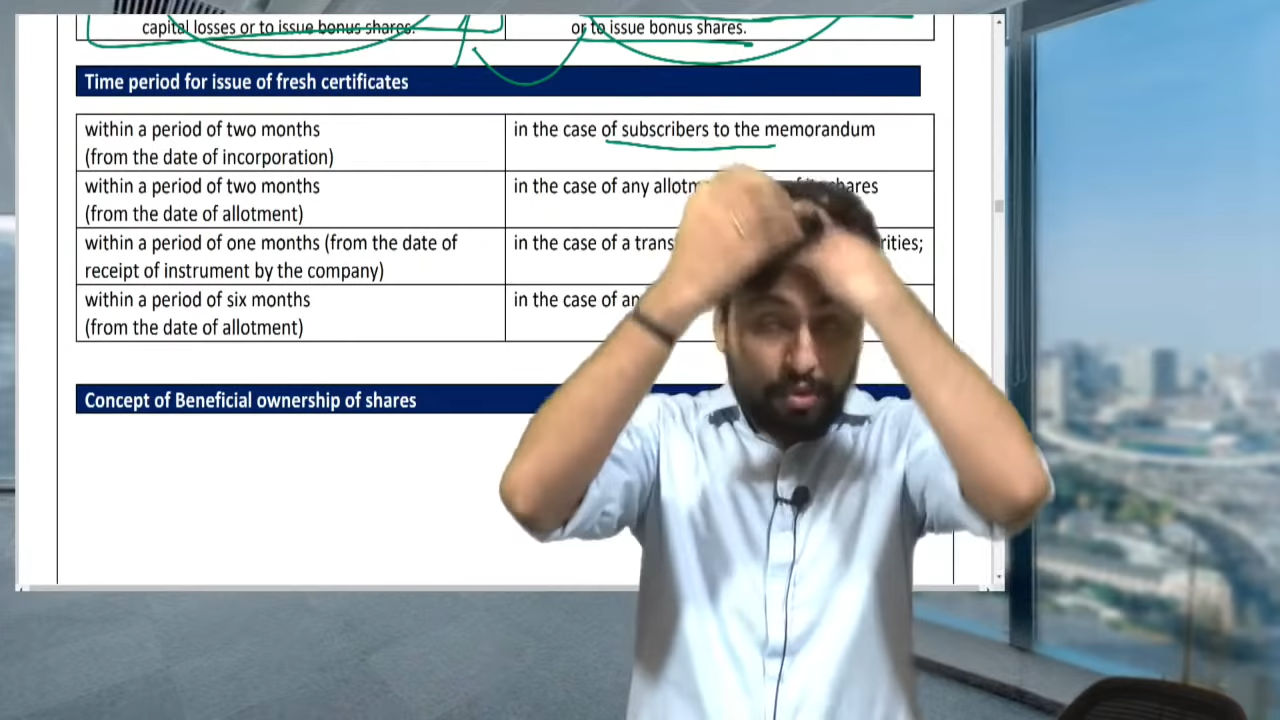 capital losses or to issue bonus shares.
or to issue bonus shares.
Time period for issue of fresh certificates
within a period of two months
(from the date of incorporation)
in the case of subscribers to the memorandum
within a period of two months
(from the date of allotment)
in the case of any shares
within a period of one months (from the date of
receipt of instrument by the company)
in the case of a
within a period of six months
(from the date of allotment)
in the case of
Concept of Beneficial ownership of shares